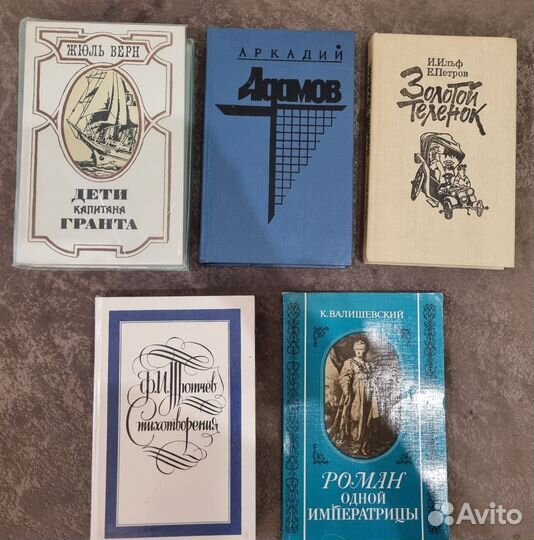 ЖЮЛЬ ВЕРН
ДЕТИ
КАПИТАНА
ГРАНТА
АРКАДИЙ
Адамов
И.Ильф
Е.Петров
Золотой
Теленок
Ф.И.Тютчев
Стихотворения
К.ВАЛИШЕВСКИЙ
РОМАН
ОДНОЙ
ИМПЕРАТРИЦЫ
Avito